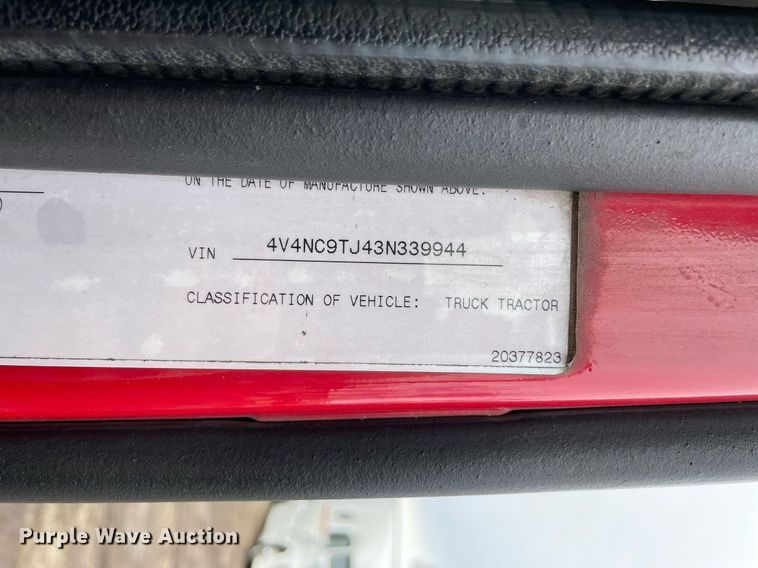 ON THE DATE OF MANUFACTURE SHOWN ABOVE.
)
VIN 4V4NC9TJ43N339944
CLASSIFICATION OF VEHICLE: TRUCK TRACTOR
20377823
Purple Wave Auction®